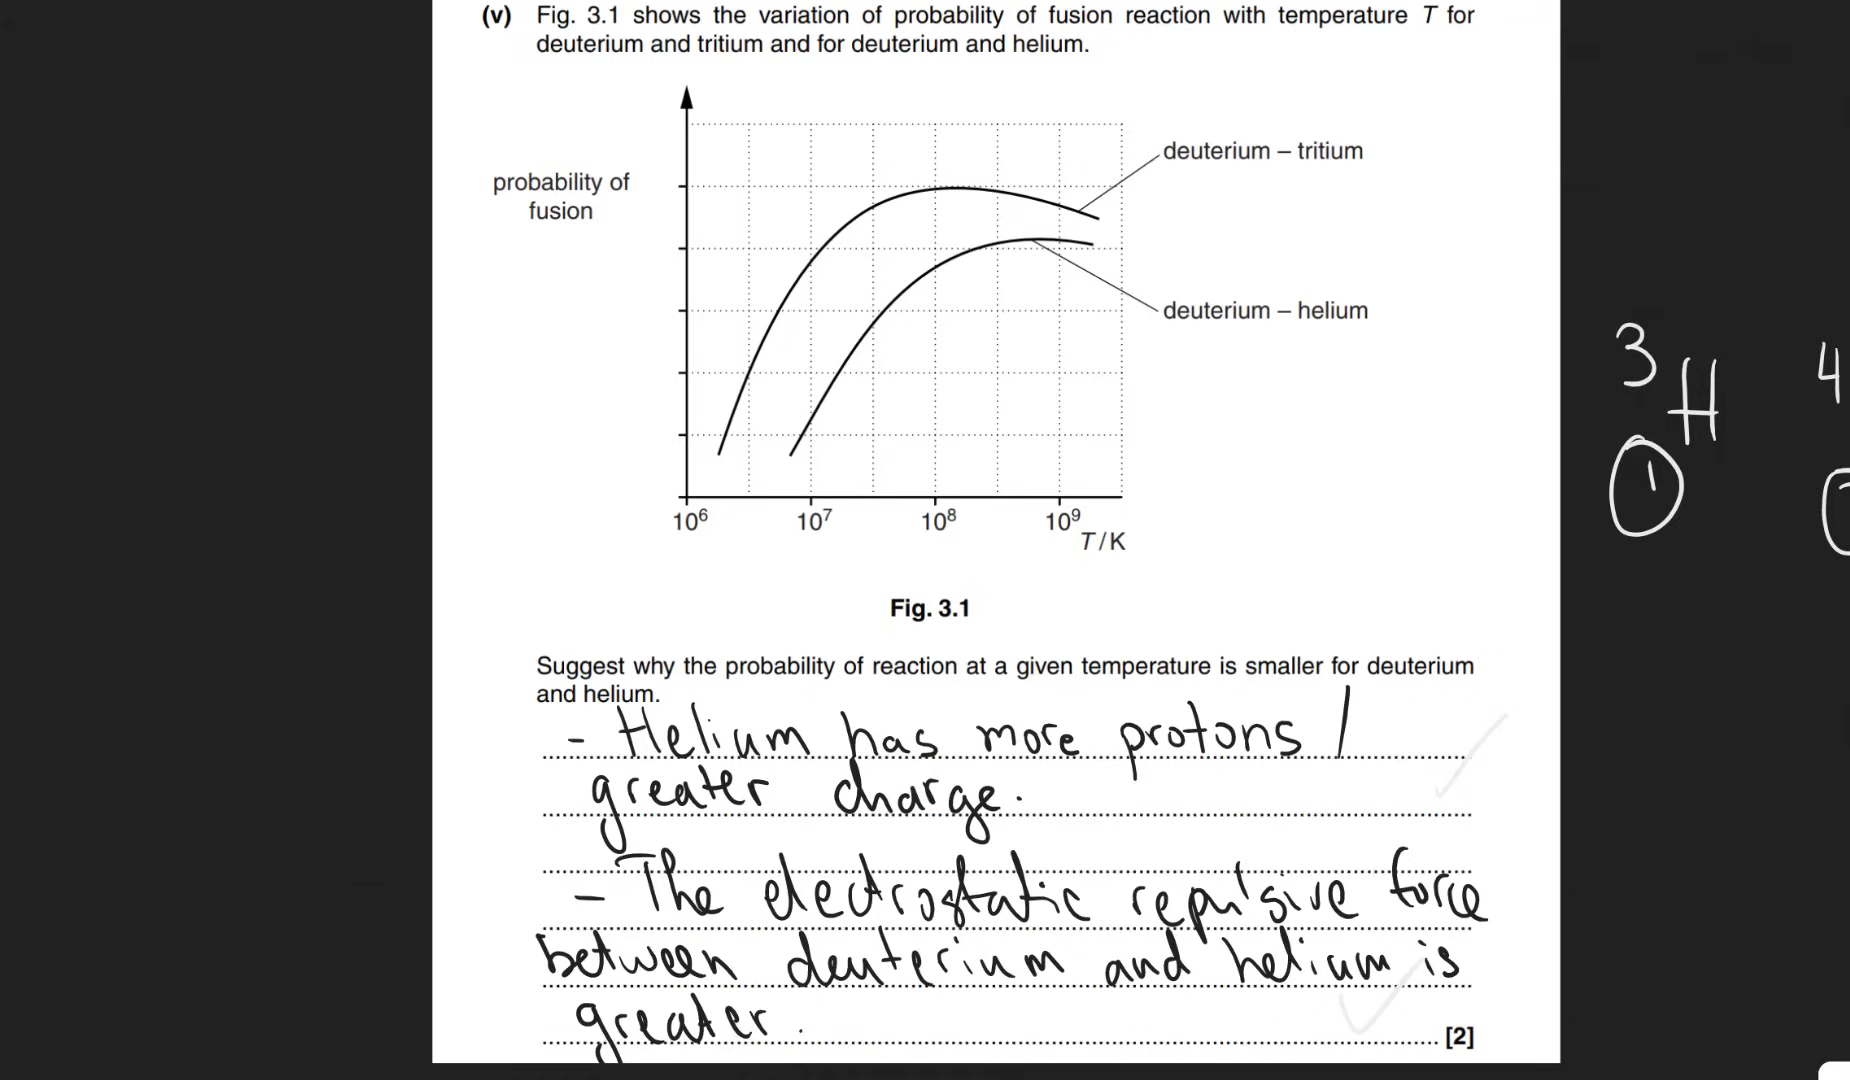 (v) Fig. 3.1 shows the variation of probability of fusion reaction with temperature T for
deuterium and tritium and for deuterium and helium.
probability of
fusion
deuterium – tritium
deuterium – helium
10⁶ 10⁷ 10⁸ 10⁹
T/K
Fig. 3.1
Suggest why the probability of reaction at a given temperature is smaller for deuterium
and helium.
- Helium has more protons /
greater charge.
- The electrostatic repulsive force
between deuterium and helium is
greater.
[2]
3
H
1
4